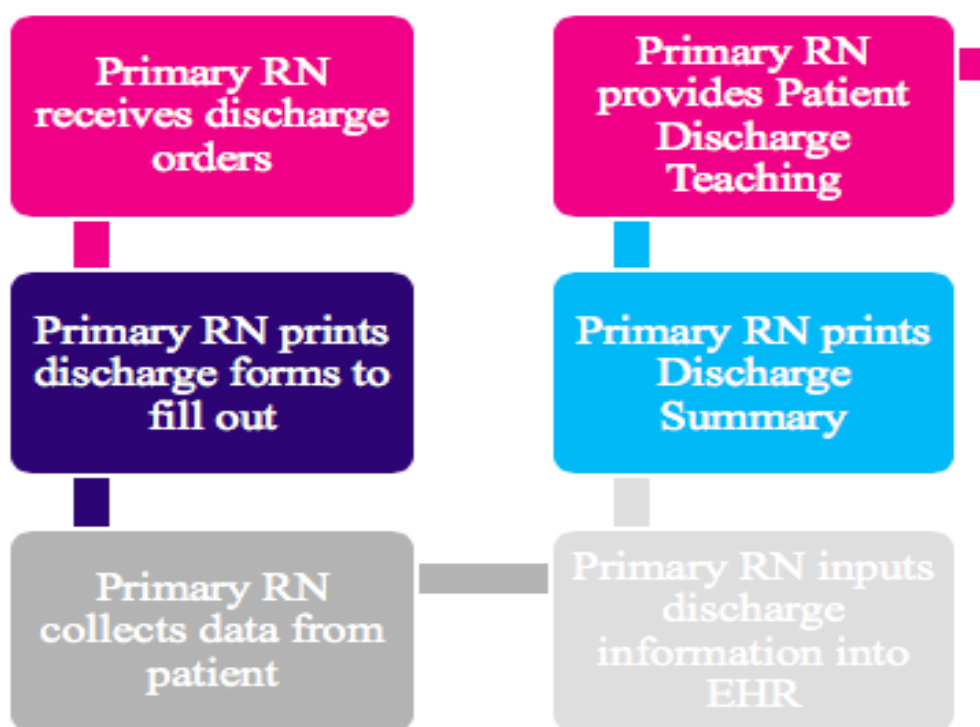 Primary RN
receives discharge
orders
Primary RN prints
discharge forms to
fill out
Primary RN
collects data from
patient
Primary RN inputs
discharge
information into
EHR
Primary RN prints
Discharge
Summary
Primary RN
provides Patient
Discharge
Teaching